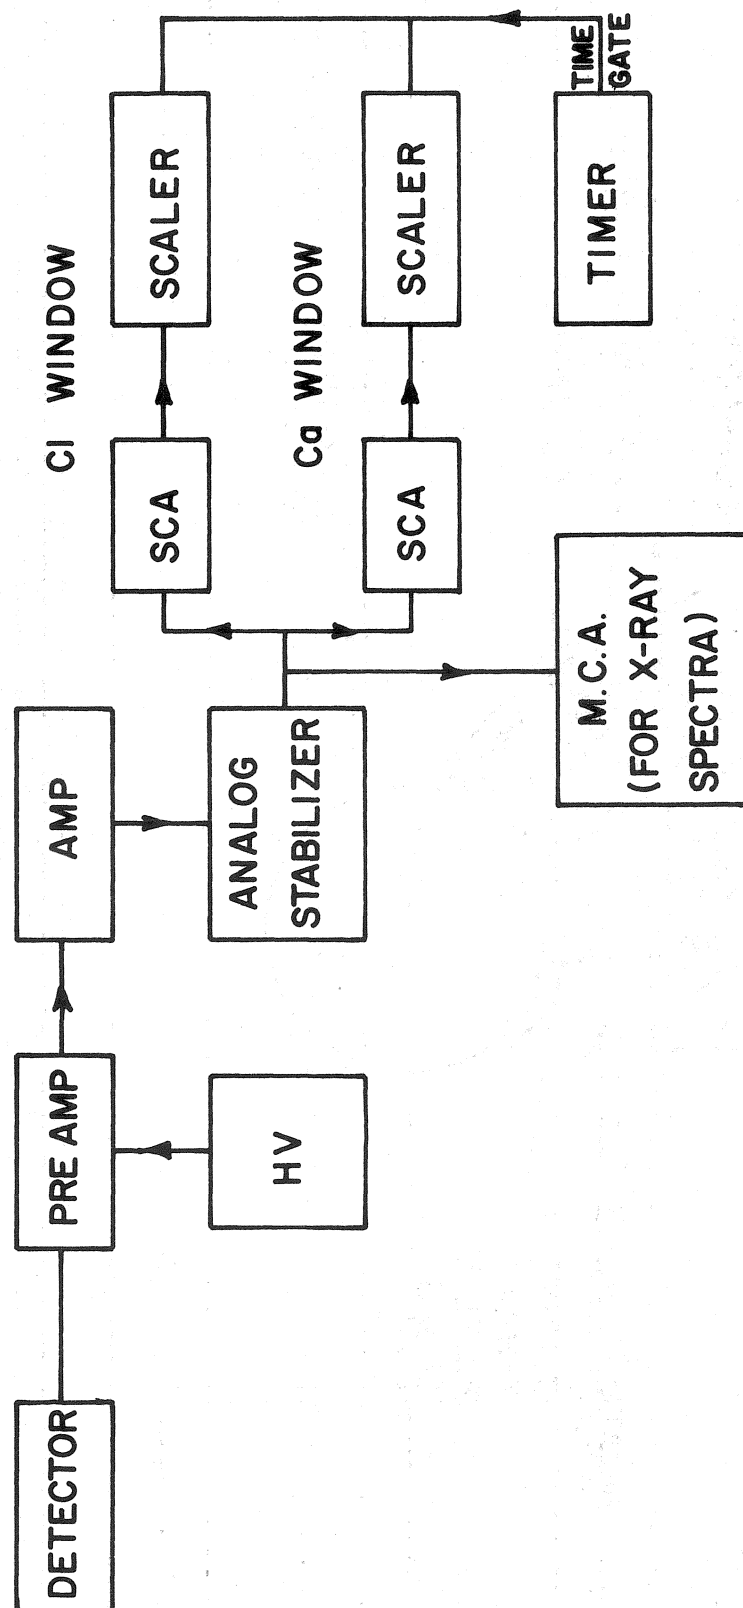 DETECTOR
PRE AMP
HV
AMP
ANALOG
STABILIZER
M.C.A.
(FOR X-RAY
SPECTRA)
Cl WINDOW
SCA
SCALER
Ca WINDOW
SCA
SCALER
TIMER
TIME
GATE